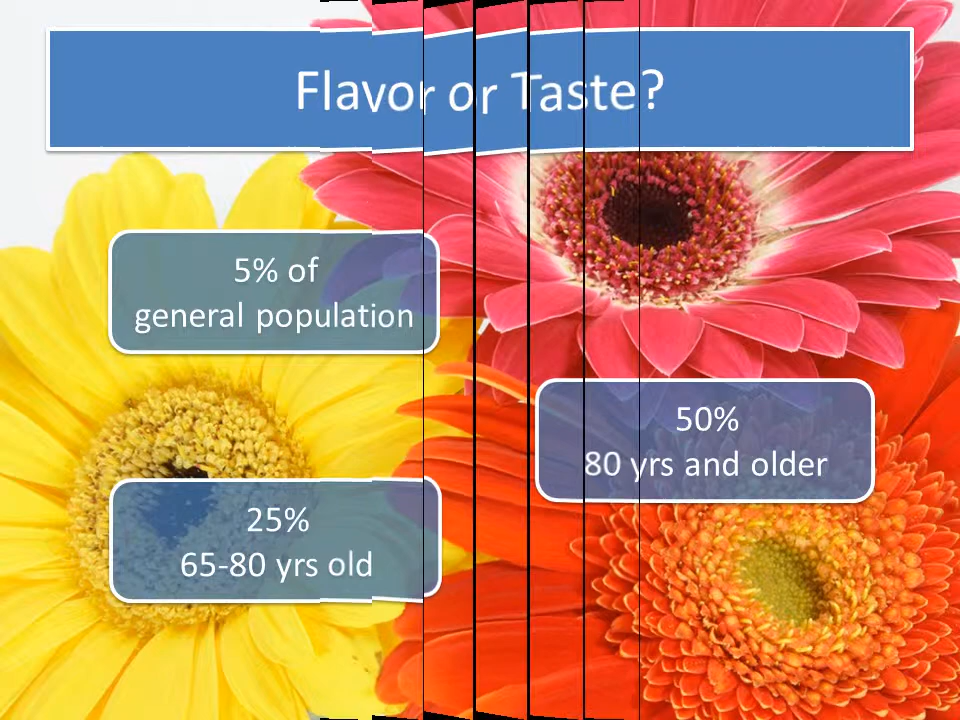 Flavor or Taste?
5% of
general population
50%
80 yrs and older
25%
65-80 yrs old